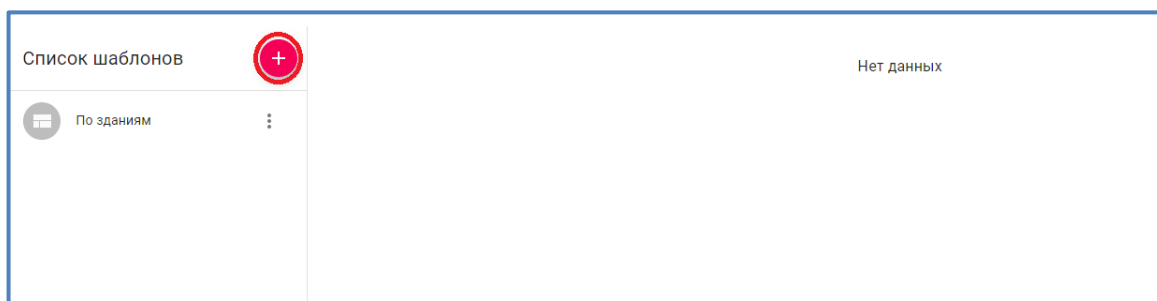 Список шаблонов
+
Нет данных
По зданиям